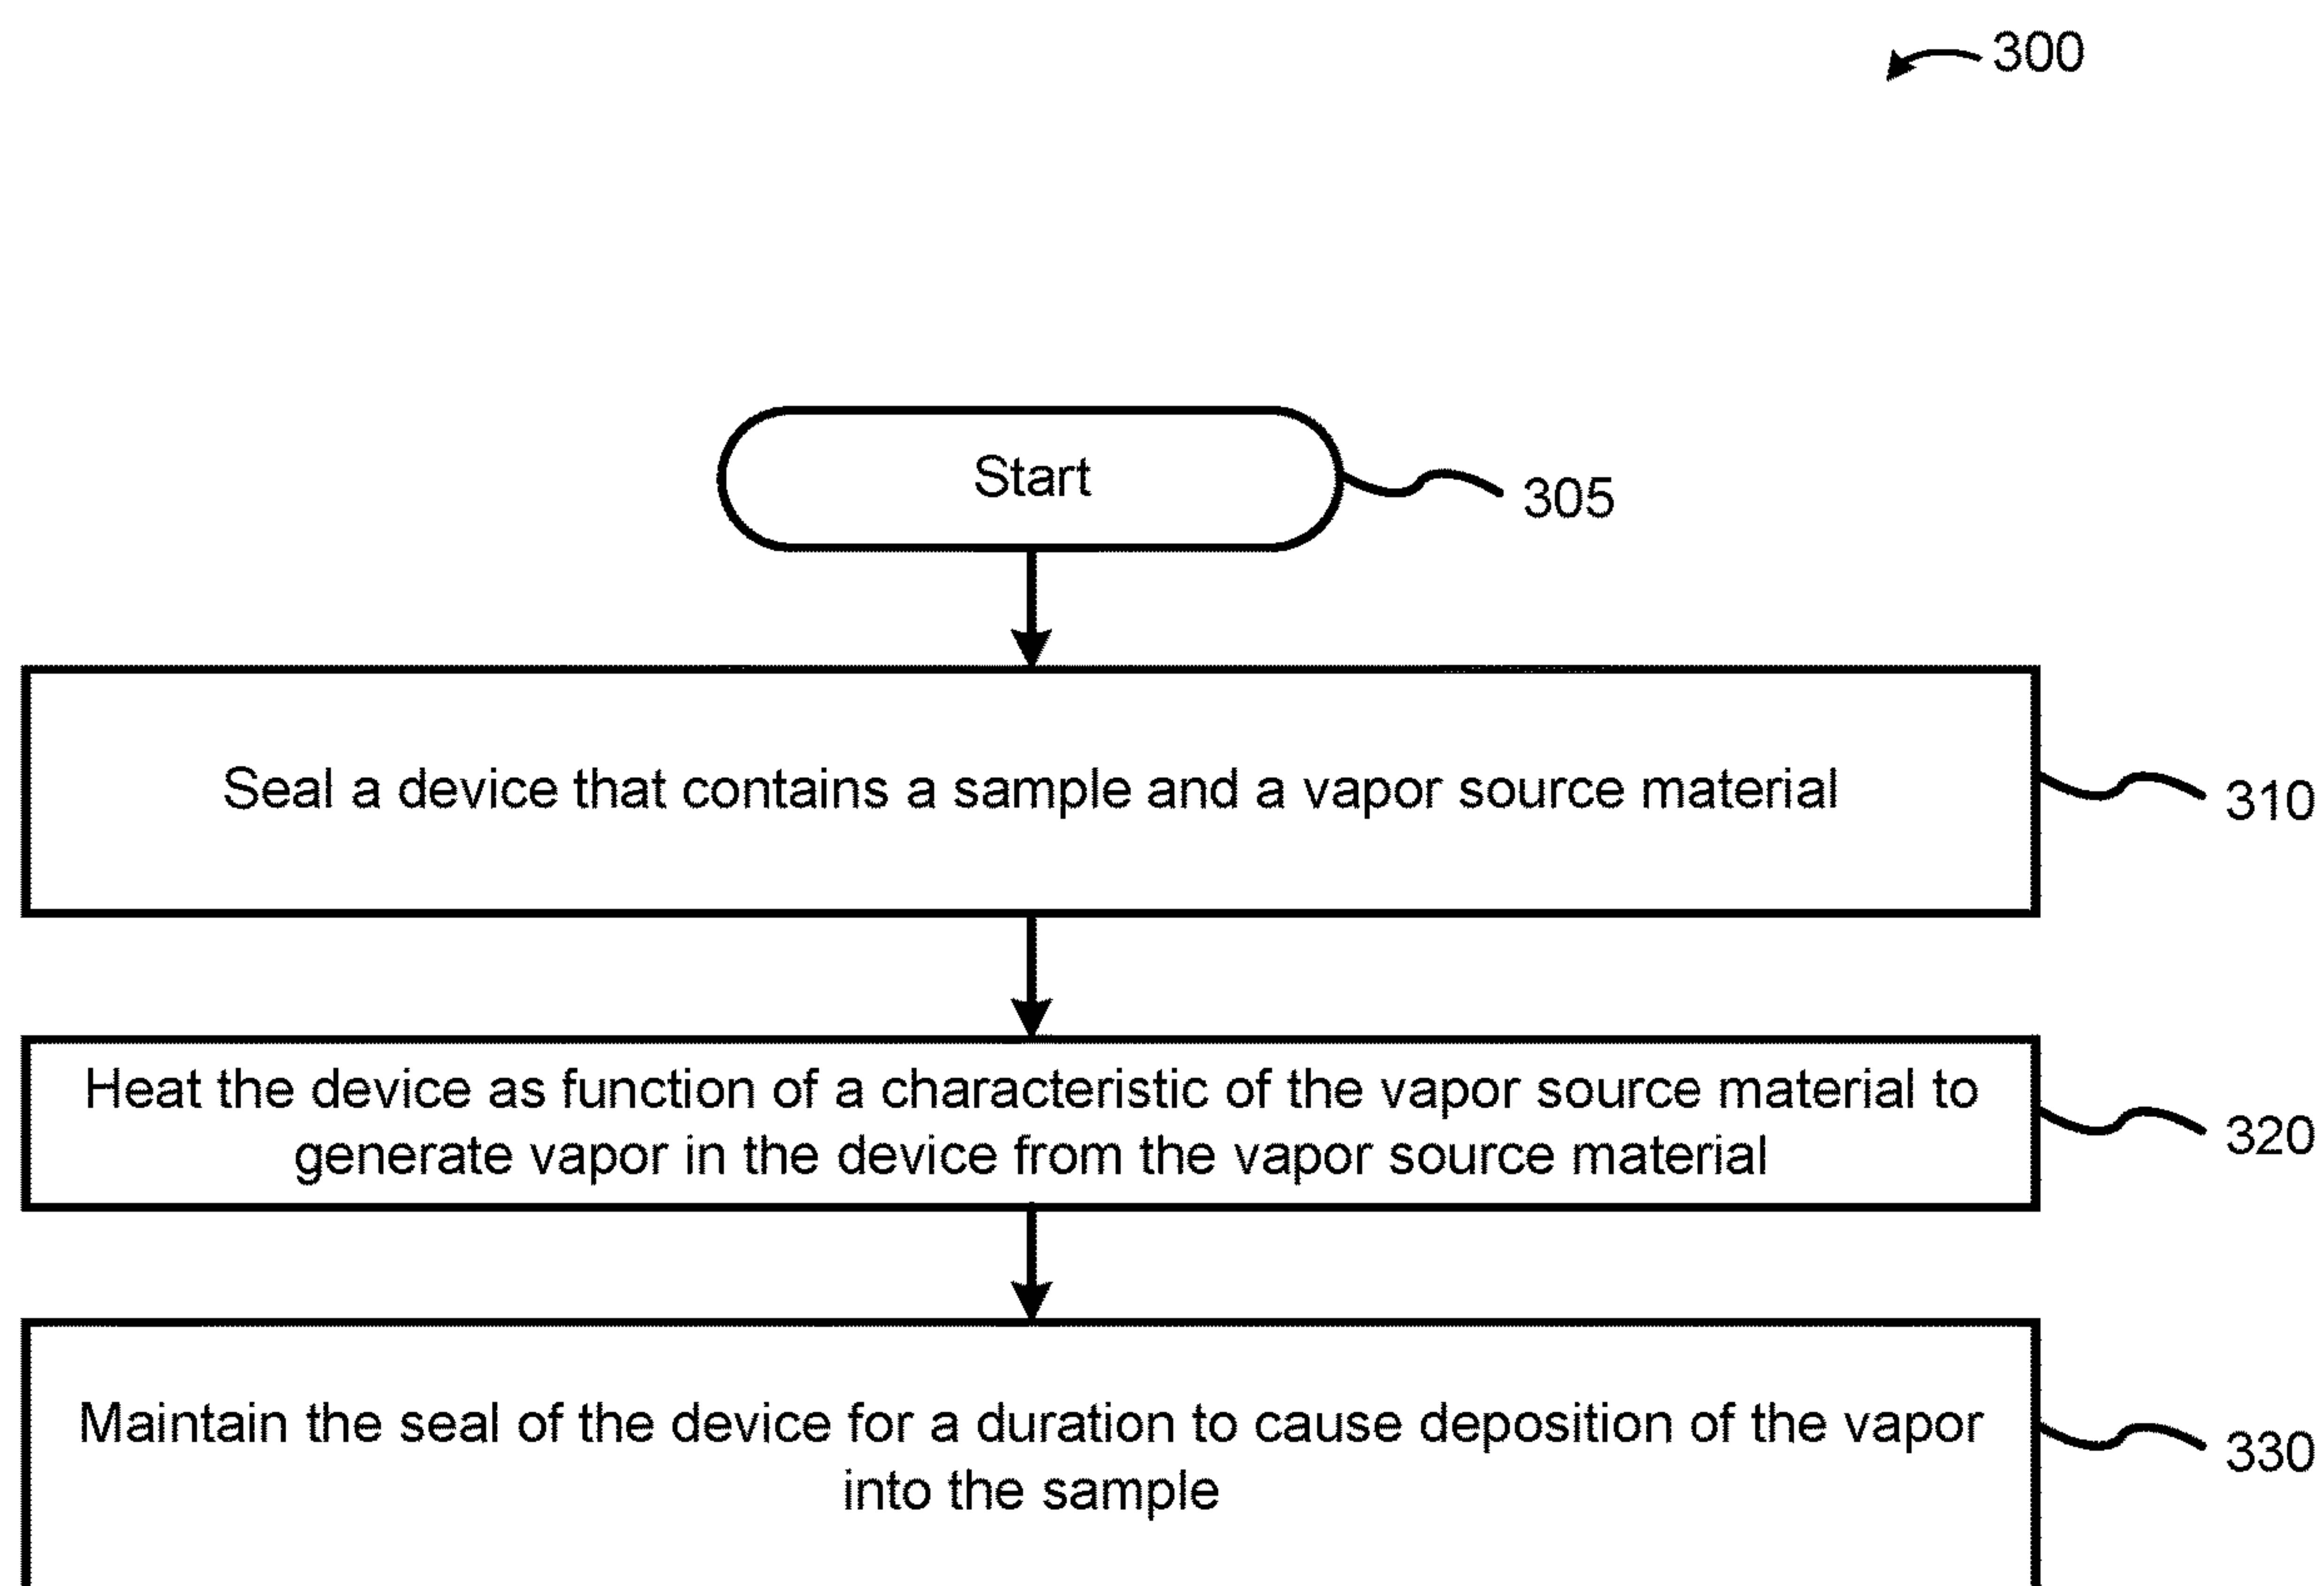 300
Start
305
Seal a device that contains a sample and a vapor source material
310
Heat the device as function of a characteristic of the vapor source material to
generate vapor in the device from the vapor source material
320
Maintain the seal of the device for a duration to cause deposition of the vapor
into the sample
330